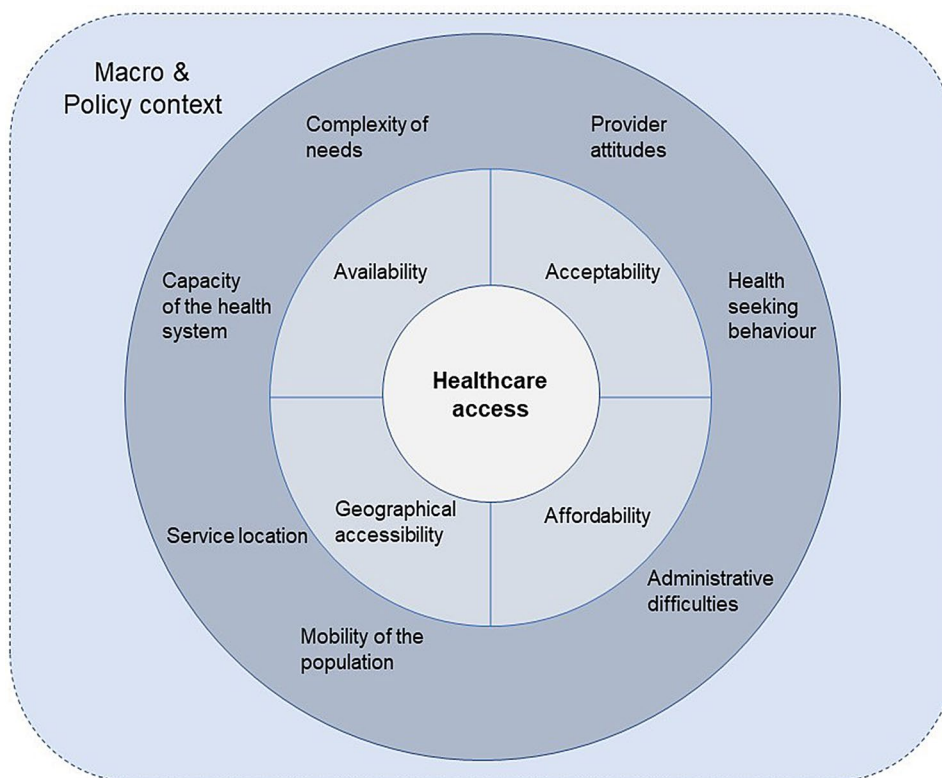 Macro &
Policy context
Complexity of
needs
Provider
attitudes
Availability
Acceptability
Capacity
of the health
system
Health
seeking
behaviour
Healthcare
access
Geographical
accessibility
Affordability
Service location
Administrative
difficulties
Mobility of the
population